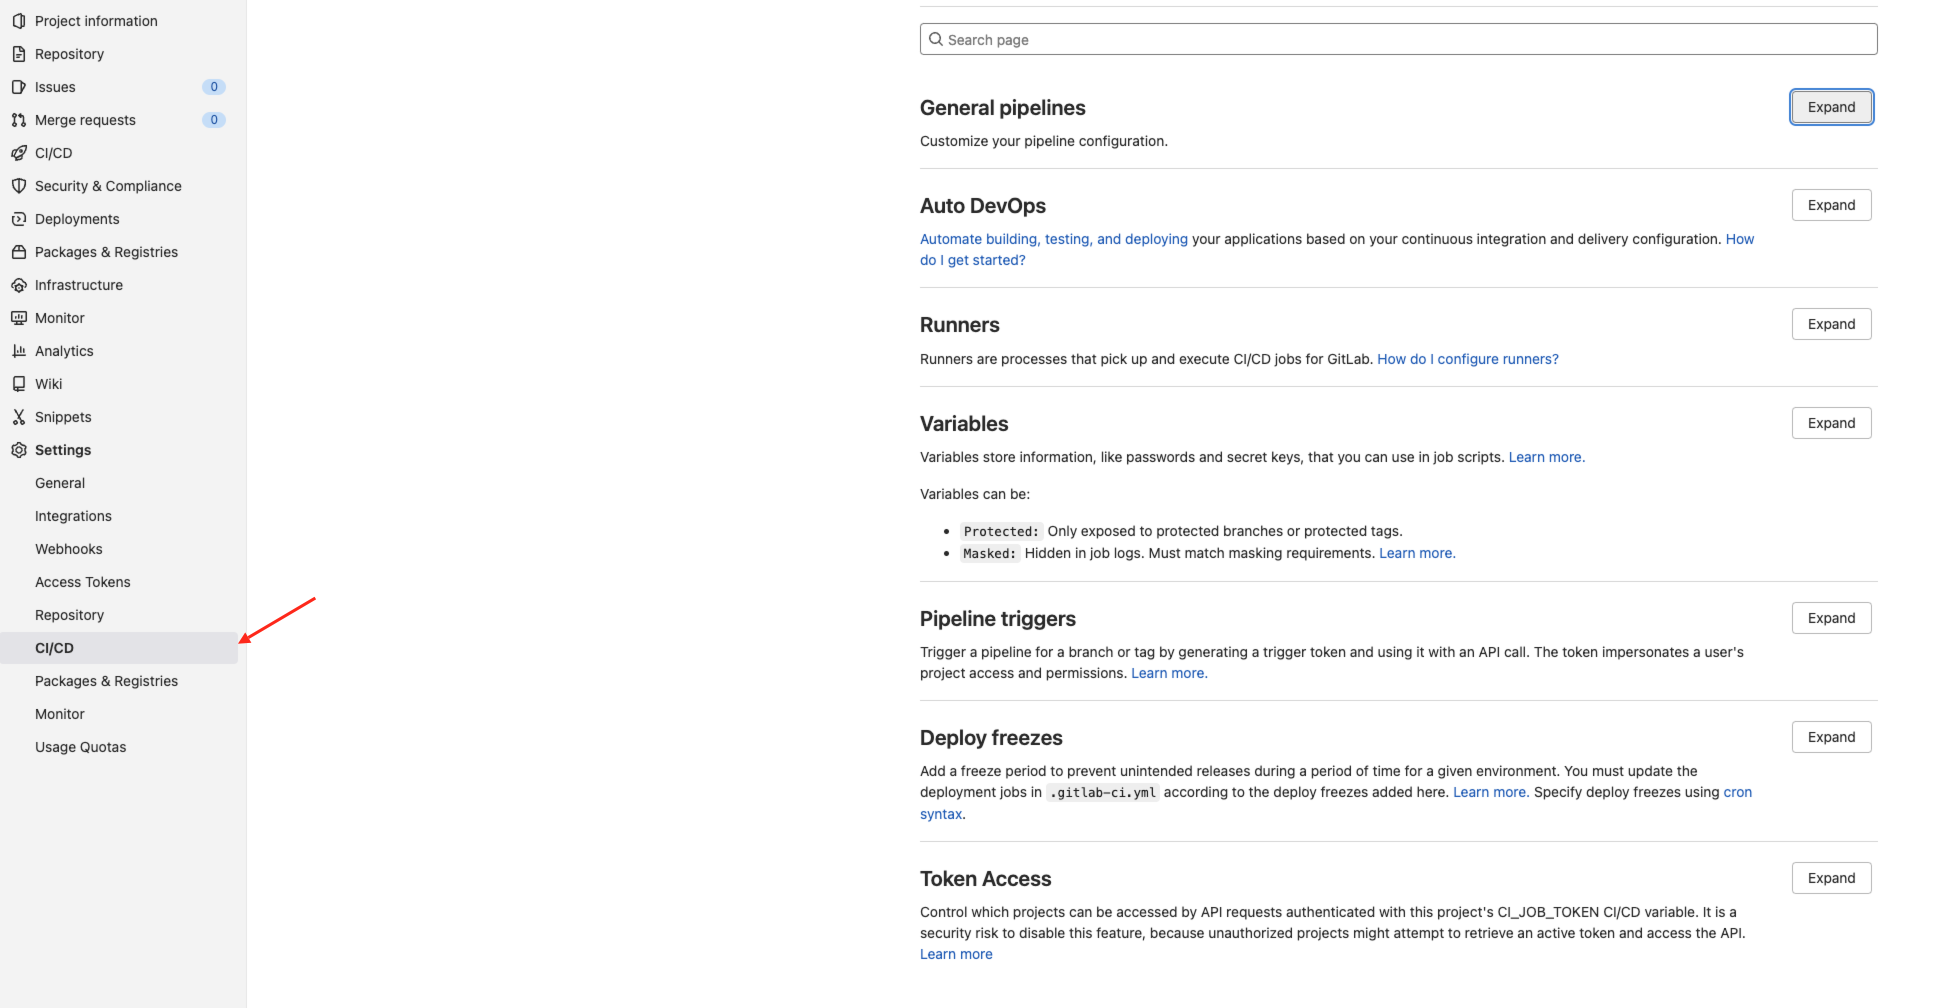 Project information
Repository
Issues 0
Merge requests 0
CI/CD
Security & Compliance
Deployments
Packages & Registries
Infrastructure
Monitor
Analytics
Wiki
Snippets
Settings
General
Integrations
Webhooks
Access Tokens
Repository
CI/CD
Packages & Registries
Monitor
Usage Quotas
Search page
General pipelines
Expand
Customize your pipeline configuration.
Auto DevOps
Expand
Automate building, testing, and deploying your applications based on your continuous integration and delivery configuration. How
do I get started?
Runners
Expand
Runners are processes that pick up and execute CI/CD jobs for GitLab. How do I configure runners?
Variables
Expand
Variables store information, like passwords and secret keys, that you can use in job scripts. Learn more.
Variables can be:
• Protected: Only exposed to protected branches or protected tags.
• Masked: Hidden in job logs. Must match masking requirements. Learn more.
Pipeline triggers
Expand
Trigger a pipeline for a branch or tag by generating a trigger token and using it with an API call. The token impersonates a user's
project access and permissions. Learn more.
Deploy freezes
Expand
Add a freeze period to prevent unintended releases during a period of time for a given environment. You must update the
deployment jobs in .gitlab-ci.yml according to the deploy freezes added here. Learn more. Specify deploy freezes using cron
syntax.
Token Access
Expand
Control which projects can be accessed by API requests authenticated with this project's CI_JOB_TOKEN CI/CD variable. It is a
security risk to disable this feature, because unauthorized projects might attempt to retrieve an active token and access the API.
Learn more